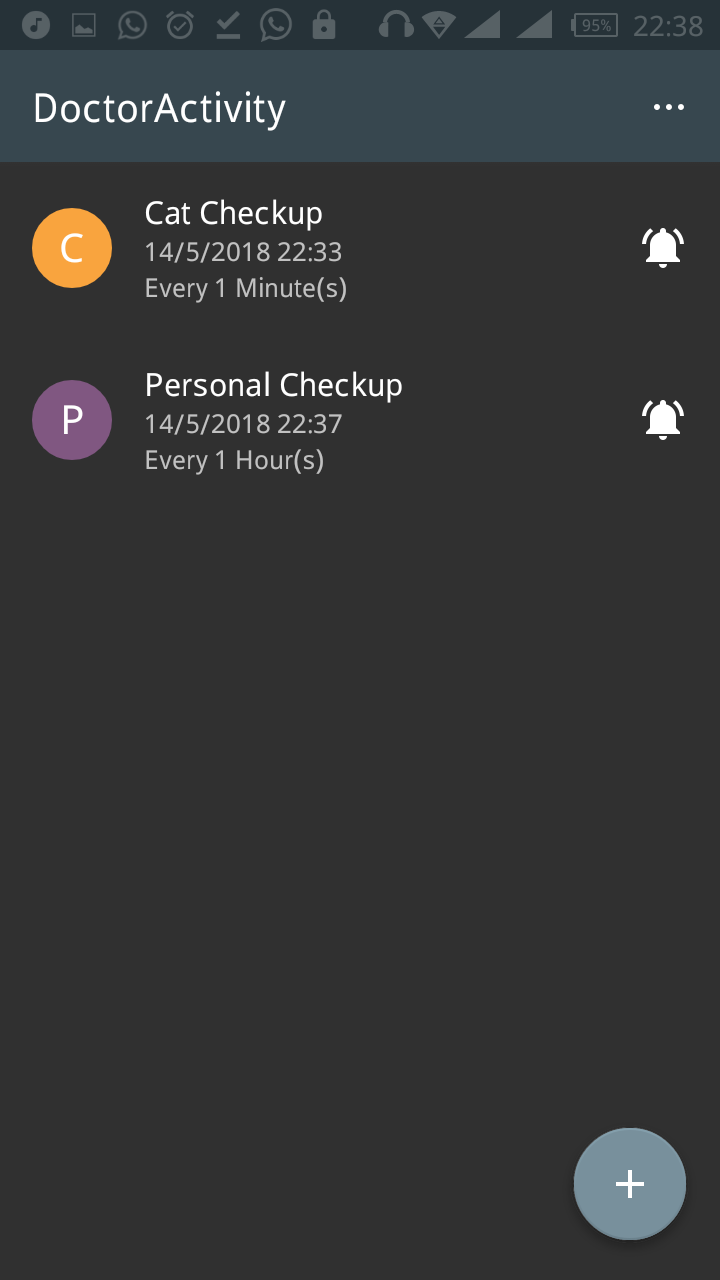 95% 22:38
DoctorActivity
C
Cat Checkup
14/5/2018 22:33
Every 1 Minute(s)
P
Personal Checkup
14/5/2018 22:37
Every 1 Hour(s)
+